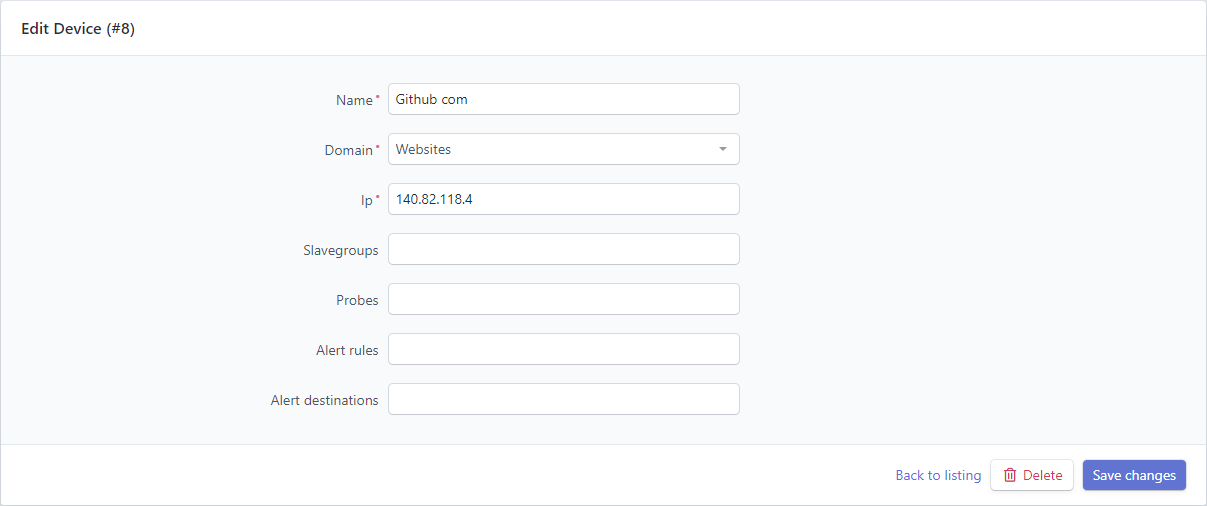 Edit Device (#8)
Name* Github com
Domain* Websites
Ip* 140.82.118.4
Slavegroups
Probes
Alert rules
Alert destinations
Back to listing Delete Save changes